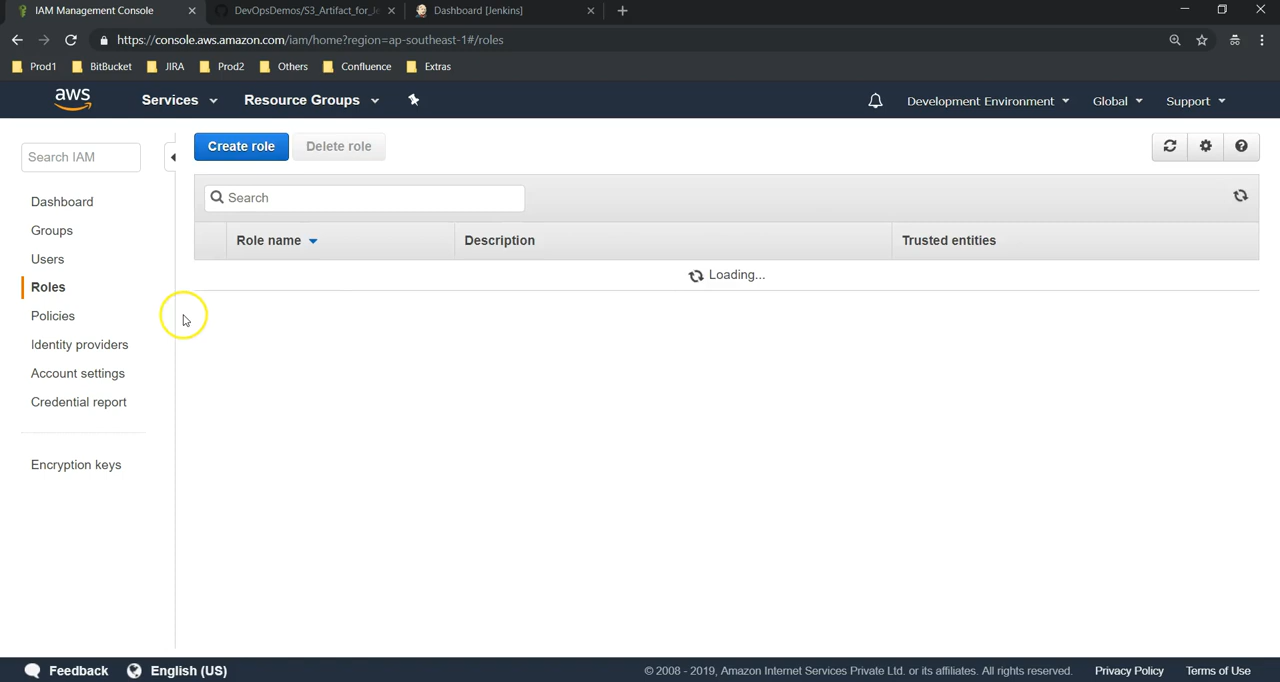 IAM Management Console
DevOpsDemos/S3_Artifact_for_Je
Dashboard [Jenkins]
https://console.aws.amazon.com/iam/home?region=ap-southeast-1#/roles
Prod1 BitBucket JIRA Prod2 Others Confluence Extras
aws Services Resource Groups Development Environment Global Support
Search IAM
Create role Delete role
Dashboard
Groups
Users
Roles
Policies
Identity providers
Account settings
Credential report
Encryption keys
Search
Role name Description Trusted entities
Loading...
Feedback English (US) © 2008 - 2019, Amazon Internet Services Private Ltd. or its affiliates. All rights reserved. Privacy Policy Terms of Use